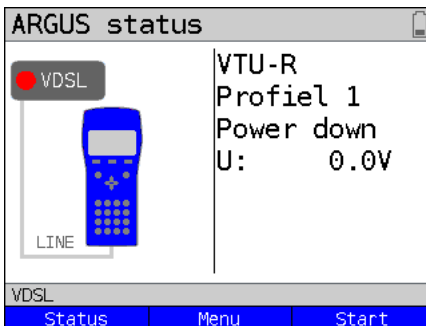 ARGUS status
VDSL
LINE
VTU-R
Profiel 1
Power down
U: 0.0V
VDSL
Status Menu Start